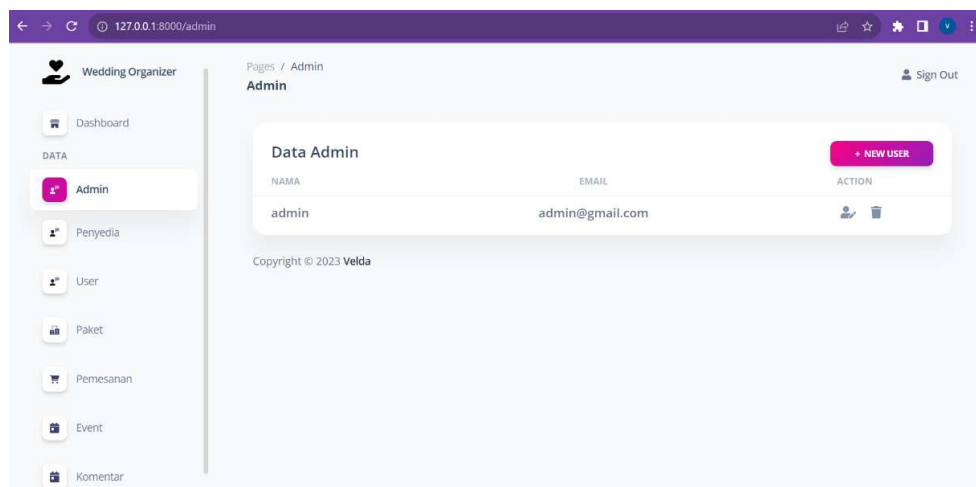 127.0.0.1:8000/admin
V
Wedding Organizer
Dashboard
DATA
Admin
Penyedia
User
Paket
Pemesanan
Event
Komentar
Pages / Admin
Admin
Sign Out
Data Admin
+ NEW USER
NAMA EMAIL ACTION
admin admin@gmail.com
Copyright © 2023 Velda